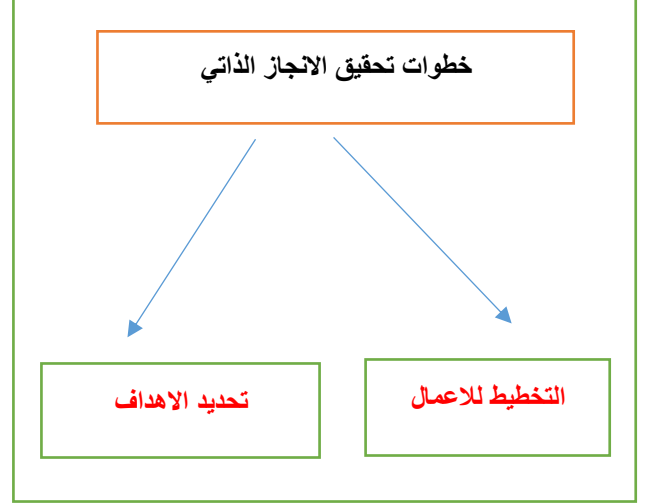 خطوات تحقيق الانجاز الذاتي
التخطيط للاعمال
تحديد الاهداف